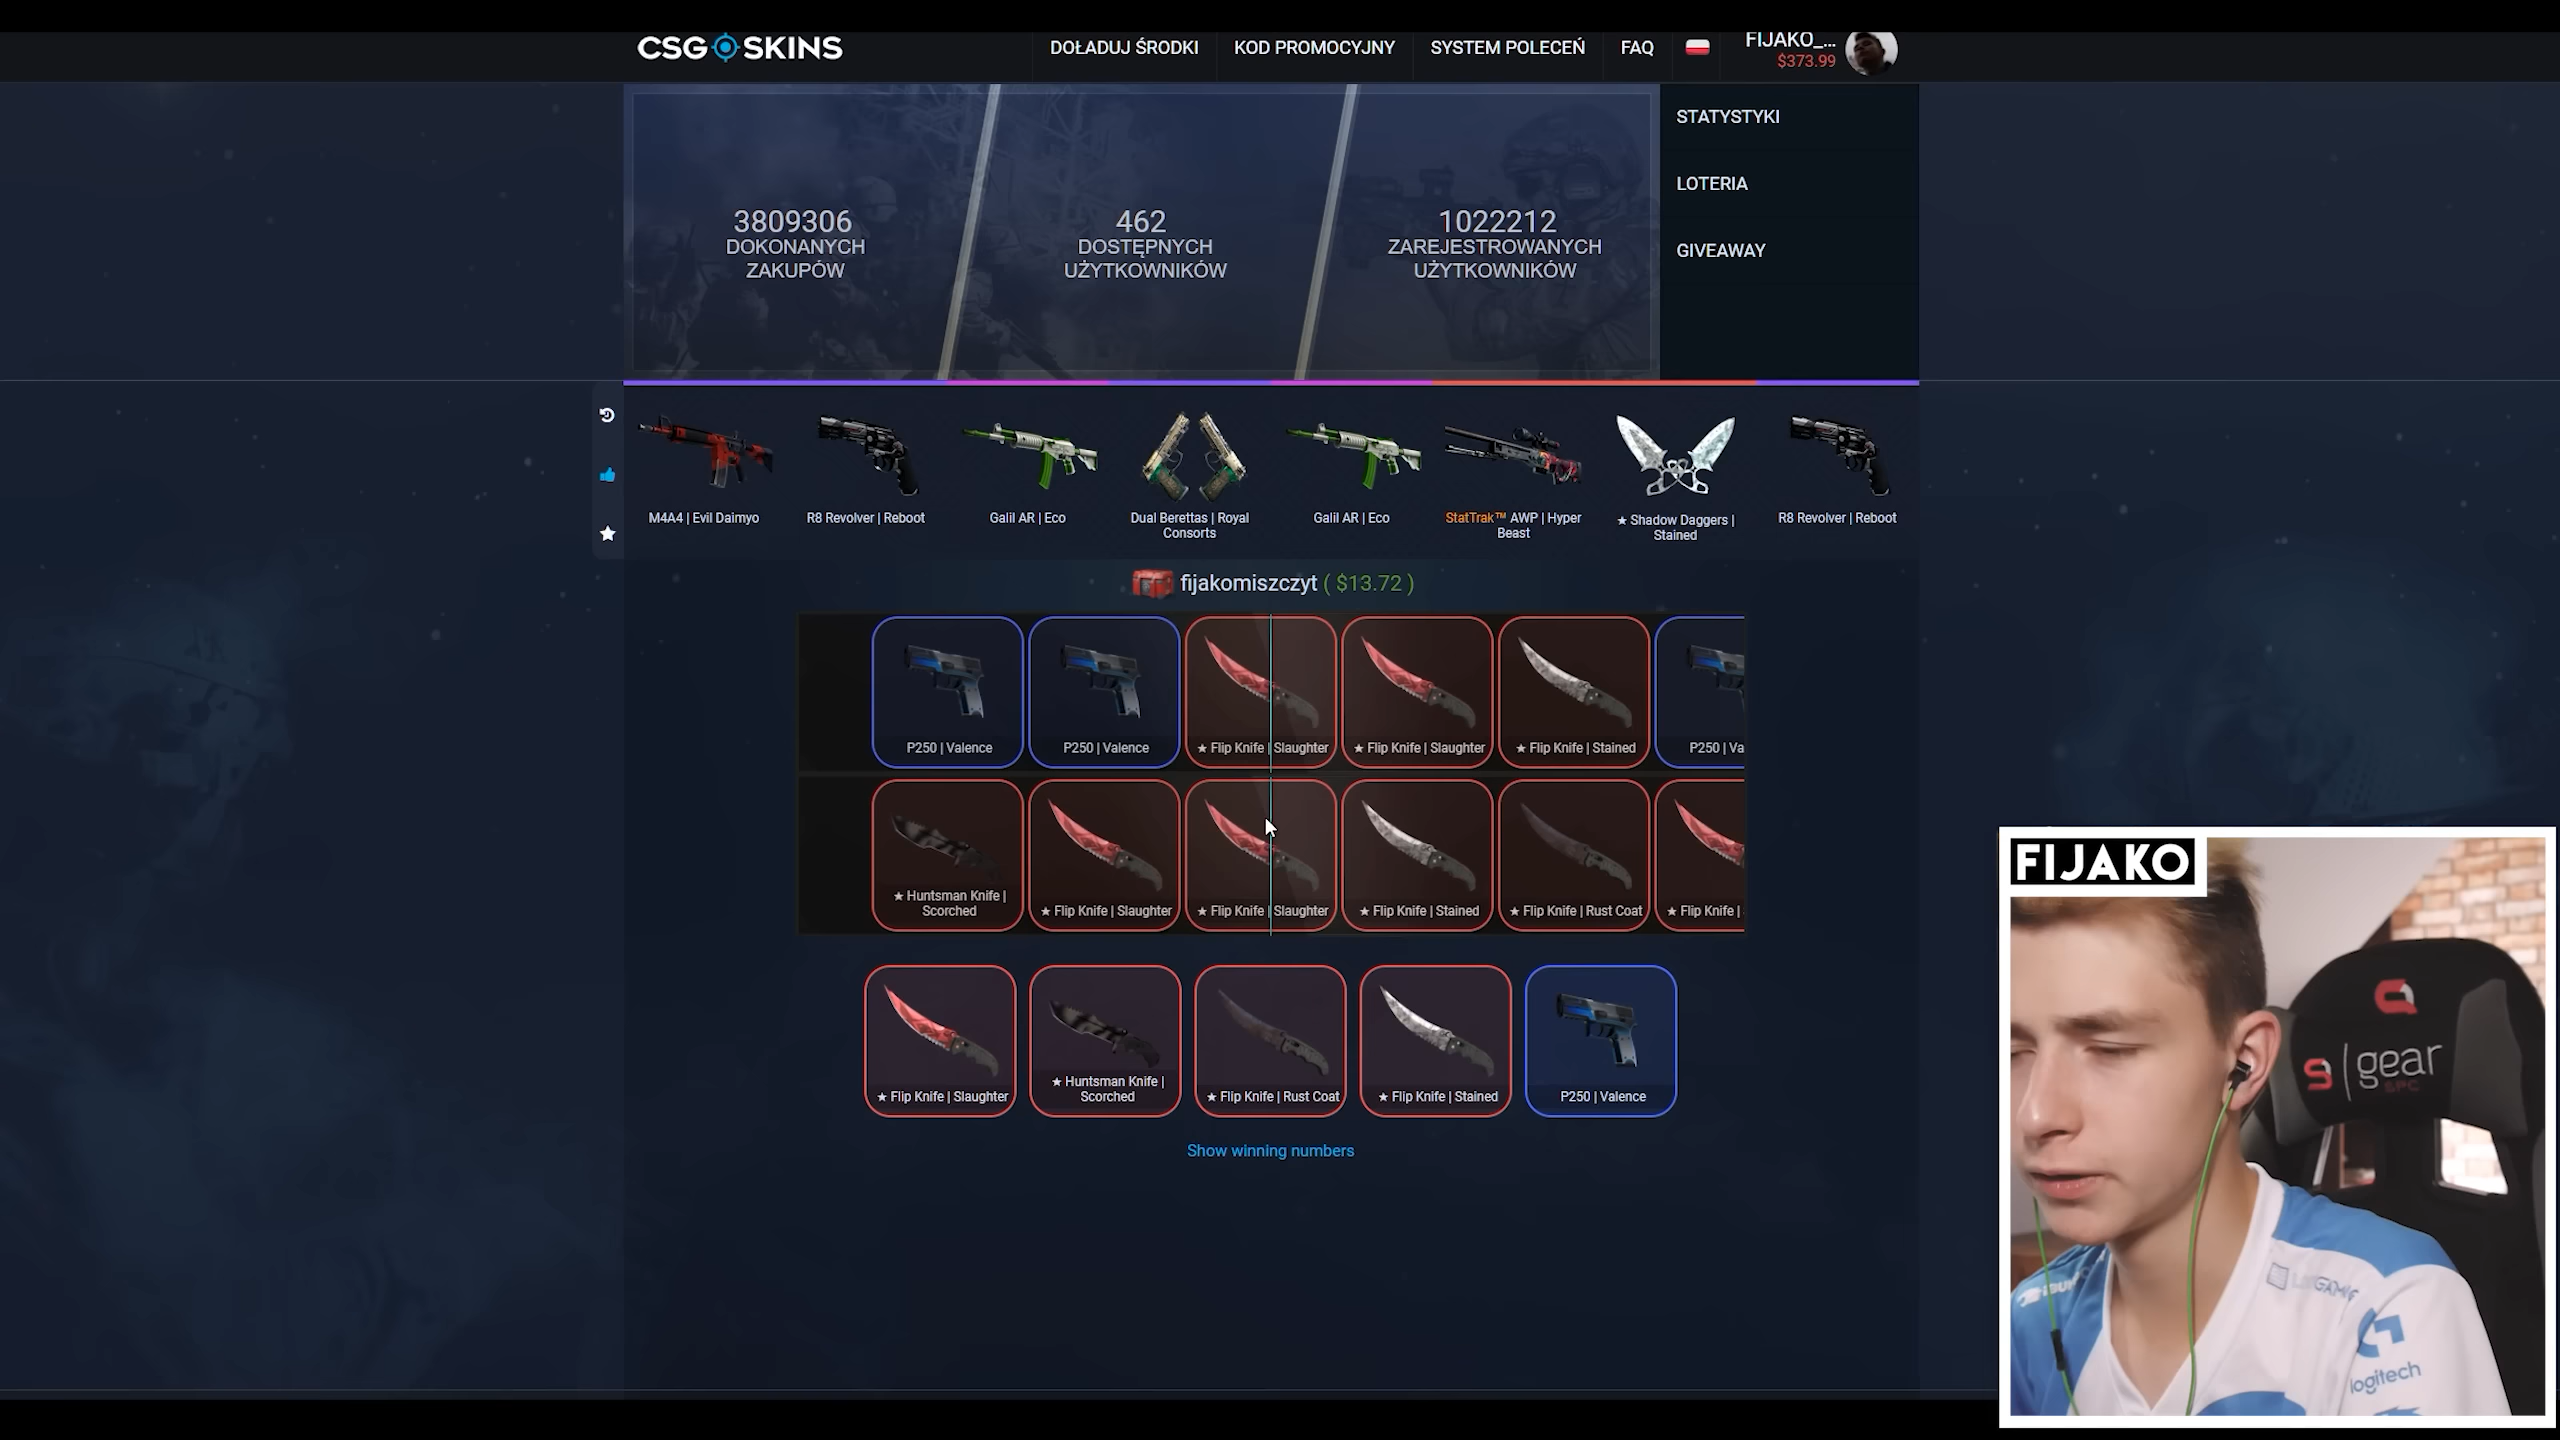 CSGOSKINS
DOŁADUJ ŚRODKI
KOD PROMOCYJNY
SYSTEM POLECEŃ
FAQ
FIJAKO_...
$373.99
3809306
DOKONANYCH
ZAKUPÓW
462
DOSTĘPNYCH
UŻYTKOWNIKÓW
1022212
ZAREJESTROWANYCH
UŻYTKOWNIKÓW
STATYSTYKI
LOTERIA
GIVEAWAY
M4A4 | Evil Daimyo
R8 Revolver | Reboot
Galil AR | Eco
Dual Berettas | Royal
Consorts
Galil AR | Eco
StatTrak™ AWP | Hyper
Beast
★ Shadow Daggers |
Stained
R8 Revolver | Reboot
fijakomiszczyt ( $13.72 )
P250 | Valence
P250 | Valence
★ Flip Knife | Slaughter
★ Flip Knife | Slaughter
★ Flip Knife | Stained
P250 | Va
★ Huntsman Knife |
Scorched
★ Flip Knife | Slaughter
★ Flip Knife | Slaughter
★ Flip Knife | Stained
★ Flip Knife | Rust Coat
★ Flip Knife |
★ Flip Knife | Slaughter
★ Huntsman Knife |
Scorched
★ Flip Knife | Rust Coat
★ Flip Knife | Stained
P250 | Valence
Show winning numbers
FIJAKO
gear
SPC
logitech